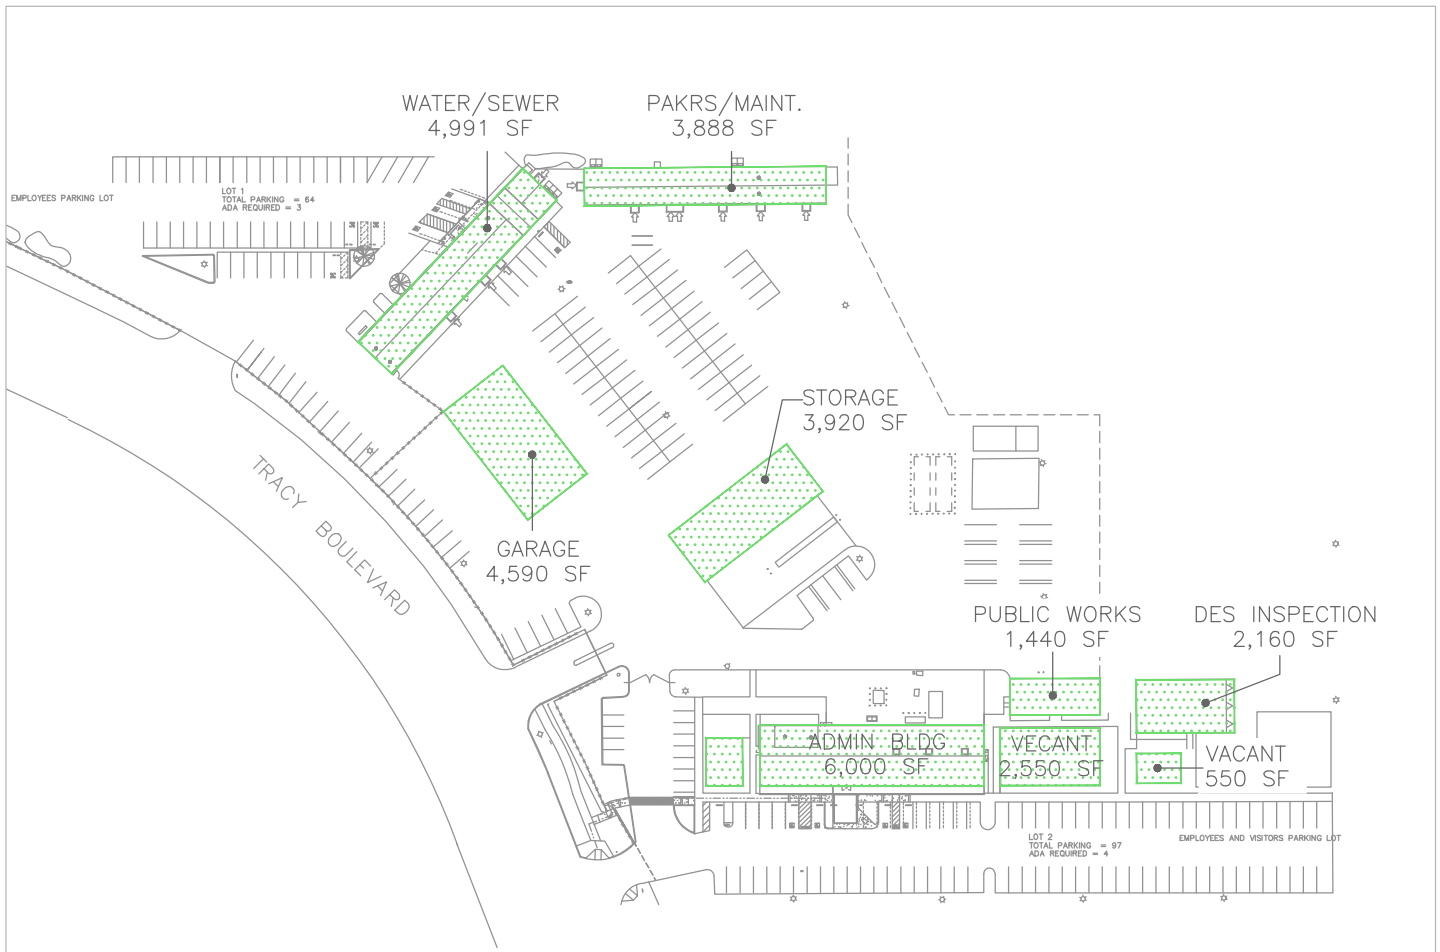 WATER/SEWER
4,991 SF
PAKRS/MAINT.
3,888 SF
EMPLOYEES PARKING LOT
LOT 1
TOTAL PARKING = 64
ADA REQUIRED = 3
STORAGE
3,920 SF
TRACY BOULEVARD
GARAGE
4,590 SF
PUBLIC WORKS
1,440 SF
DES INSPECTION
2,160 SF
ADMIN BLDG
6,000 SF
VECANT
2,550 SF
VACANT
550 SF
LOT 2
TOTAL PARKING = 97
ADA REQUIRED = 4
EMPLOYEES AND VISITORS PARKING LOT